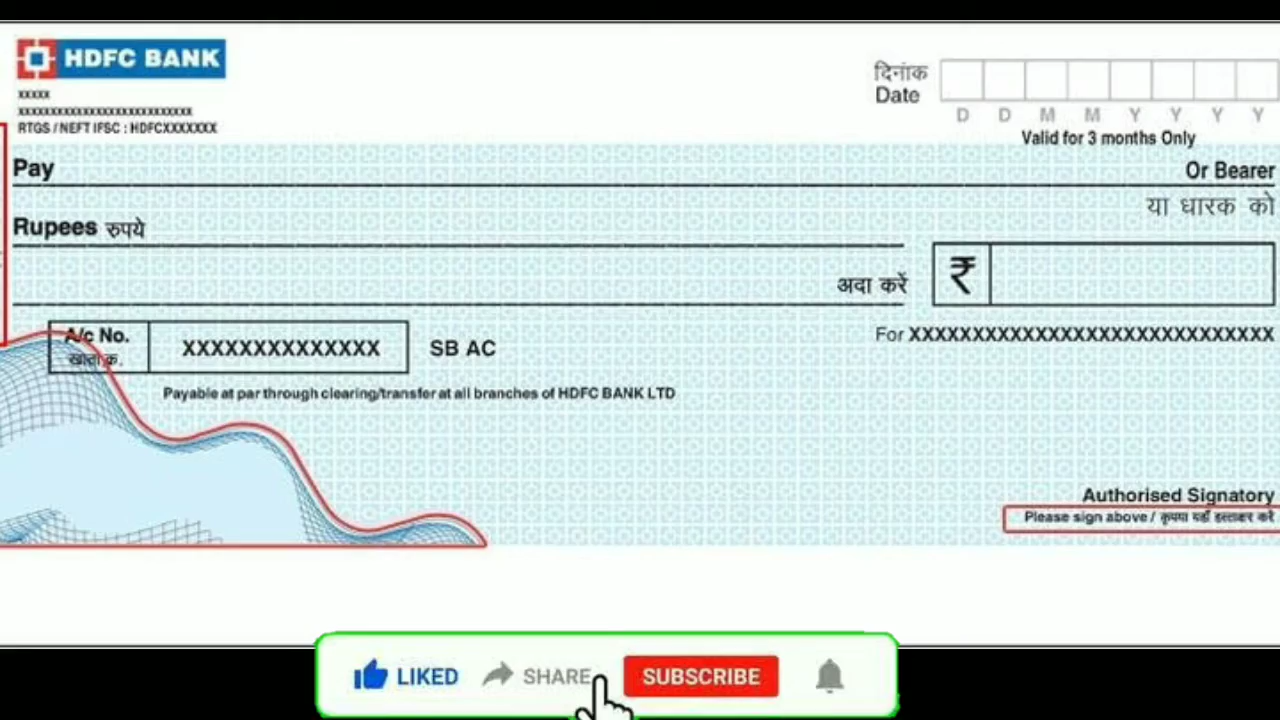 HDFC BANK
दिनांक
Date
XXXXX
XXXXXXXXXXXXXXXXXXXXXXXXXXX
RTGS / NEFT IFSC : HDFCXXXXXXX
D D M M Y Y Y Y
Valid for 3 months Only
Pay
Or Bearer
या धारक को
Rupees रुपये
अदा करें
₹
A/c No.
खाता क्र.
XXXXXXXXXXXXXX
SB AC
For XXXXXXXXXXXXXXXXXXXXXXXXXXXXX
Payable at par through clearing/transfer at all branches of HDFC BANK LTD
Authorised Signatory
Please sign above / कृपया यहाँ हस्ताक्षर करें
LIKED SHARE SUBSCRIBE